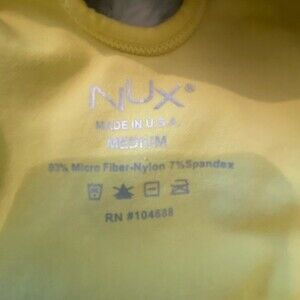 NUX®
MADE IN U.S.A.
MEDIUM
93% Micro Fiber-Nylon 7%Spandex
RN #104688